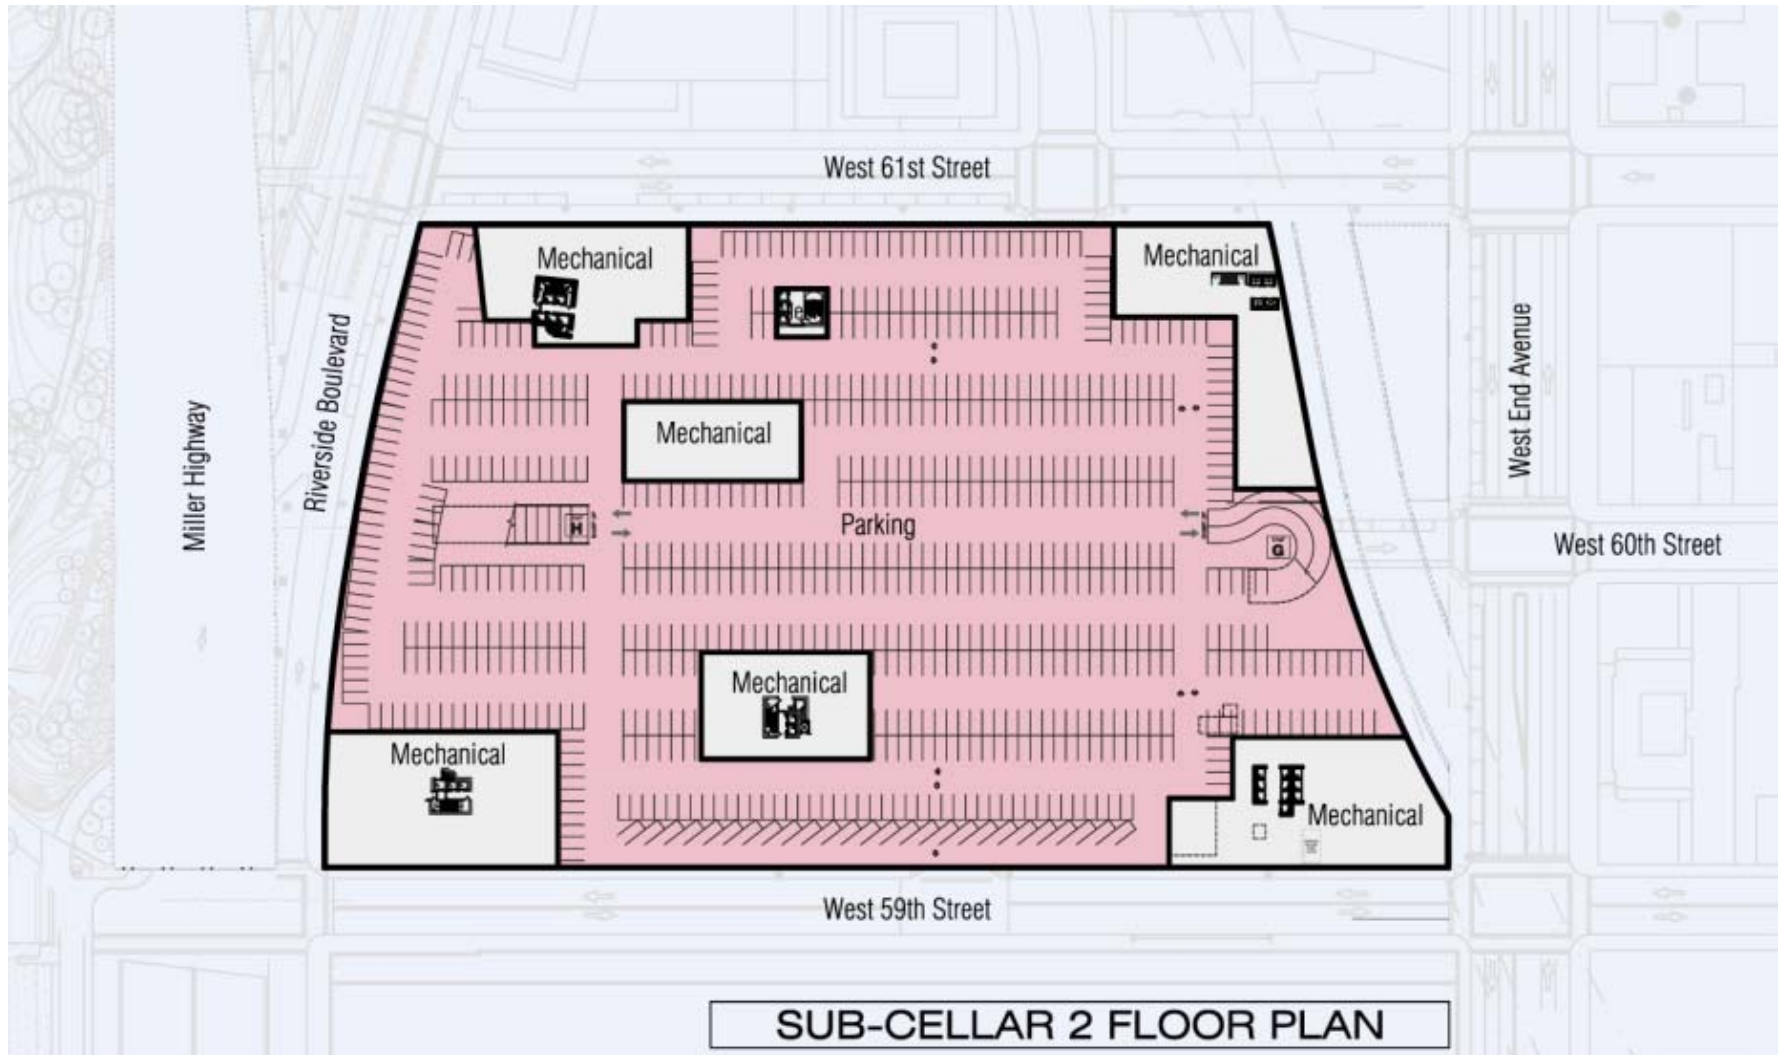 West 61st Street
Mechanical
Mechanical
Riverside Boulevard
West End Avenue
Miller Highway
Mechanical
H
Parking
G
West 60th Street
Mechanical
Mechanical
Mechanical
West 59th Street
SUB-CELLAR 2 FLOOR PLAN